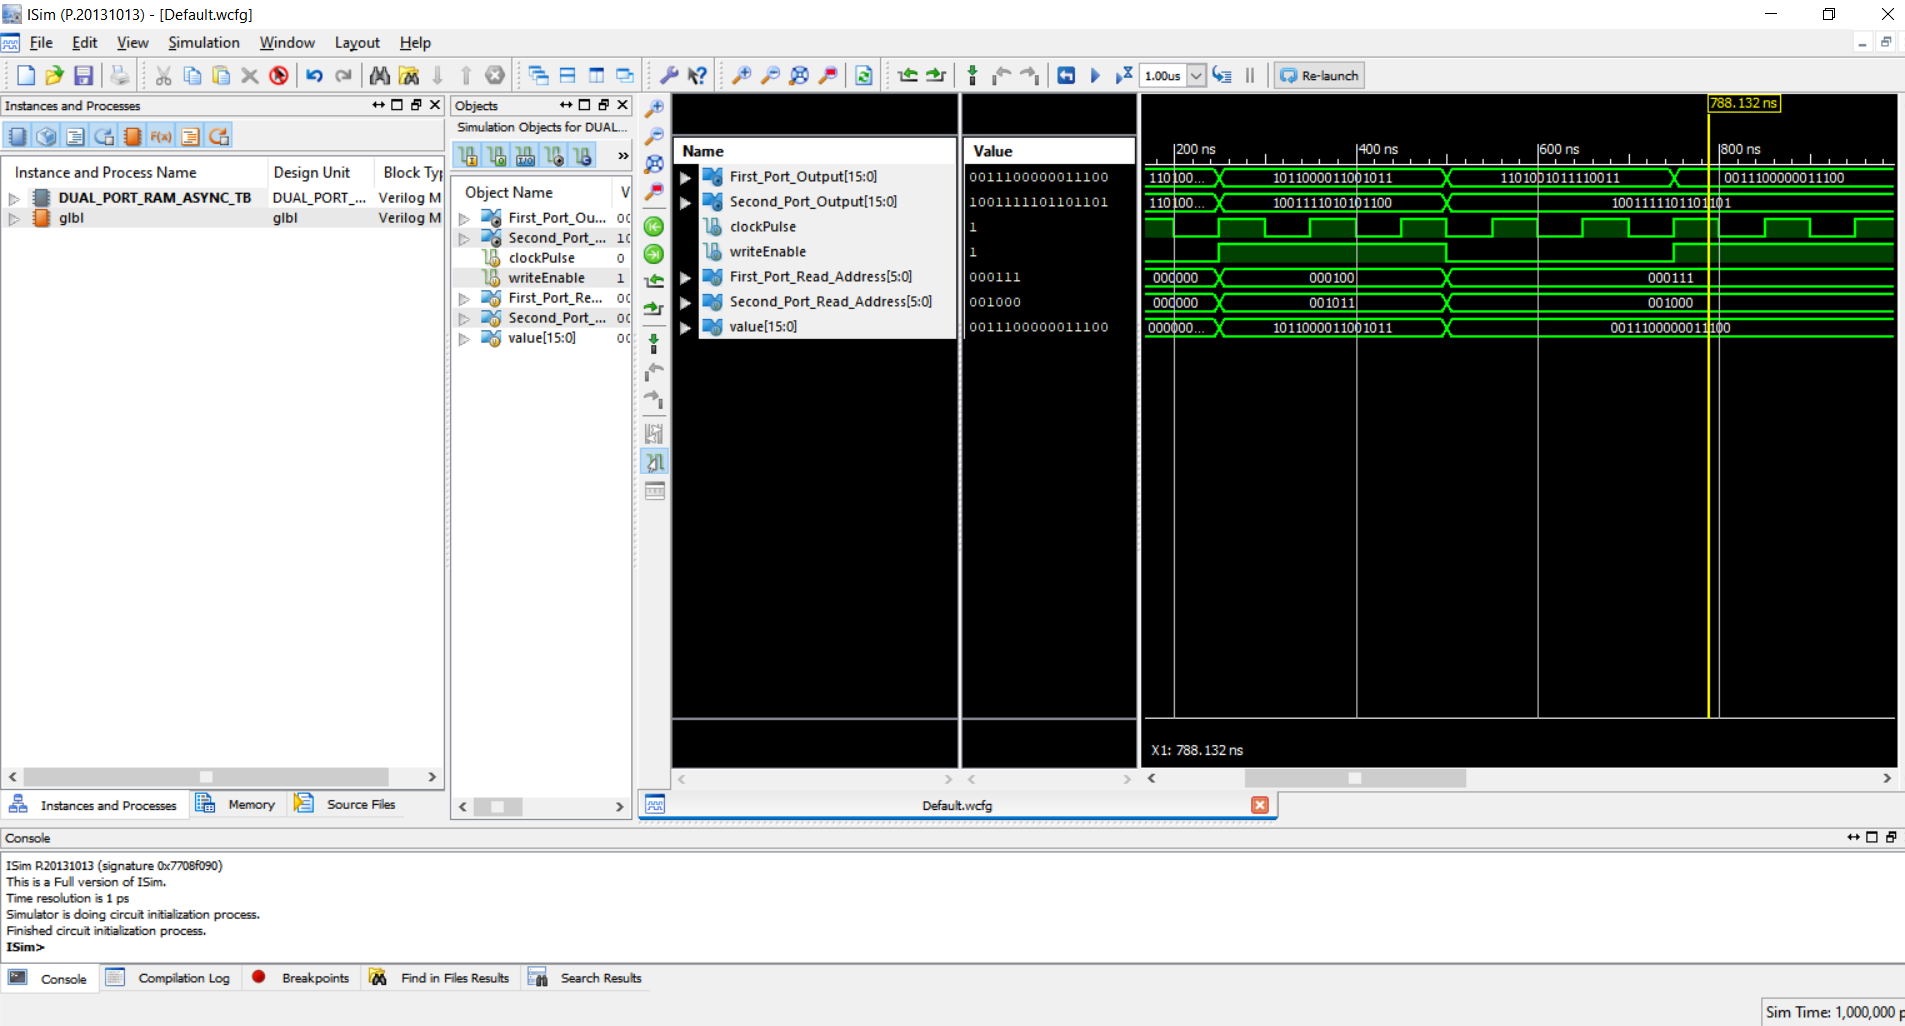 ISim (P.20131013) - [Default.wcfg]
File Edit View Simulation Window Layout Help
1.00us Re-launch
Instances and Processes
F(x)
Instance and Process Name Design Unit Block Typ
DUAL_PORT_RAM_ASYNC_TB DUAL_PORT_... Verilog M
glbl glbl Verilog M
Instances and Processes Memory Source Files
Objects
Simulation Objects for DUAL...
Object Name V
First_Port_Ou... 00
Second_Port_... 10
clockPulse 0
writeEnable 1
First_Port_Re... 00
Second_Port_... 00
value[15:0] 00
788.132 ns
Name Value 200 ns 400 ns 600 ns 800 ns
First_Port_Output[15:0] 0011100000011100 110100... 1011000011001011 1101001011110011 0011100000011100
Second_Port_Output[15:0] 1001111101101101 110100... 1001111010101100 1001111101101101
clockPulse 1
writeEnable 1
First_Port_Read_Address[5:0] 000111 000000 000100 000111
Second_Port_Read_Address[5:0] 001000 000000 001011 001000
value[15:0] 0011100000011100 000000... 1011000011001011 0011100000011100
X1: 788.132 ns
Default.wcfg
Console
ISim P.20131013 (signature 0x7708f090)
This is a Full version of ISim.
Time resolution is 1 ps
Simulator is doing circuit initialization process.
Finished circuit initialization process.
ISim>
Console Compilation Log Breakpoints Find in Files Results Search Results
Sim Time: 1,000,000 p